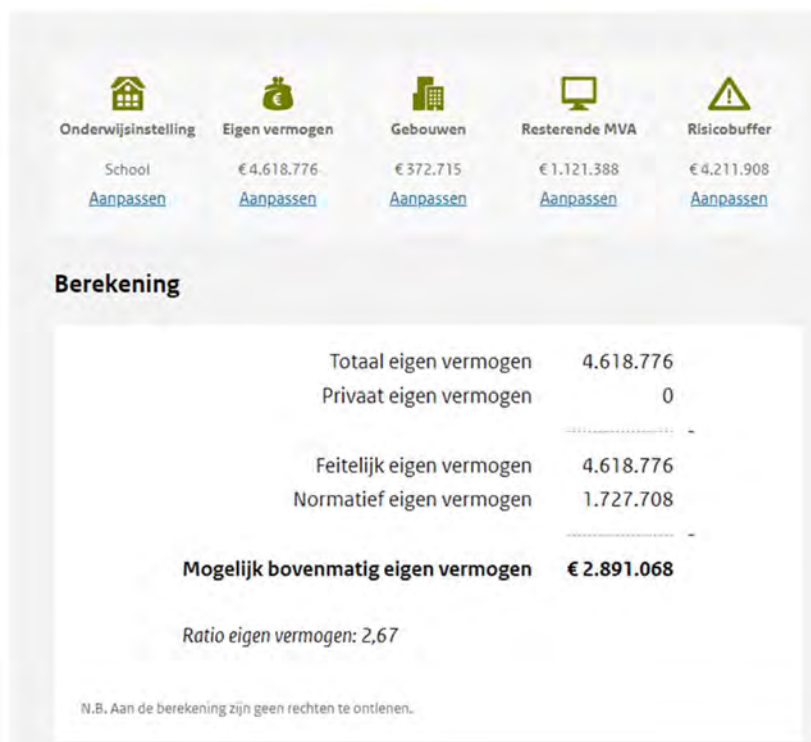 Onderwijsinstelling Eigen vermogen Gebouwen Resterende MVA Risicobuffer
School €4.618.776 €372.715 €1.121.388 €4.211.908
Aanpassen Aanpassen Aanpassen Aanpassen Aanpassen
Berekening
Totaal eigen vermogen 4.618.776
Privaat eigen vermogen 0
-
Feitelijk eigen vermogen 4.618.776
Normatief eigen vermogen 1.727.708
-
Mogelijk bovenmatig eigen vermogen € 2.891.068
Ratio eigen vermogen: 2,67
N.B. Aan de berekening zijn geen rechten te ontlenen.